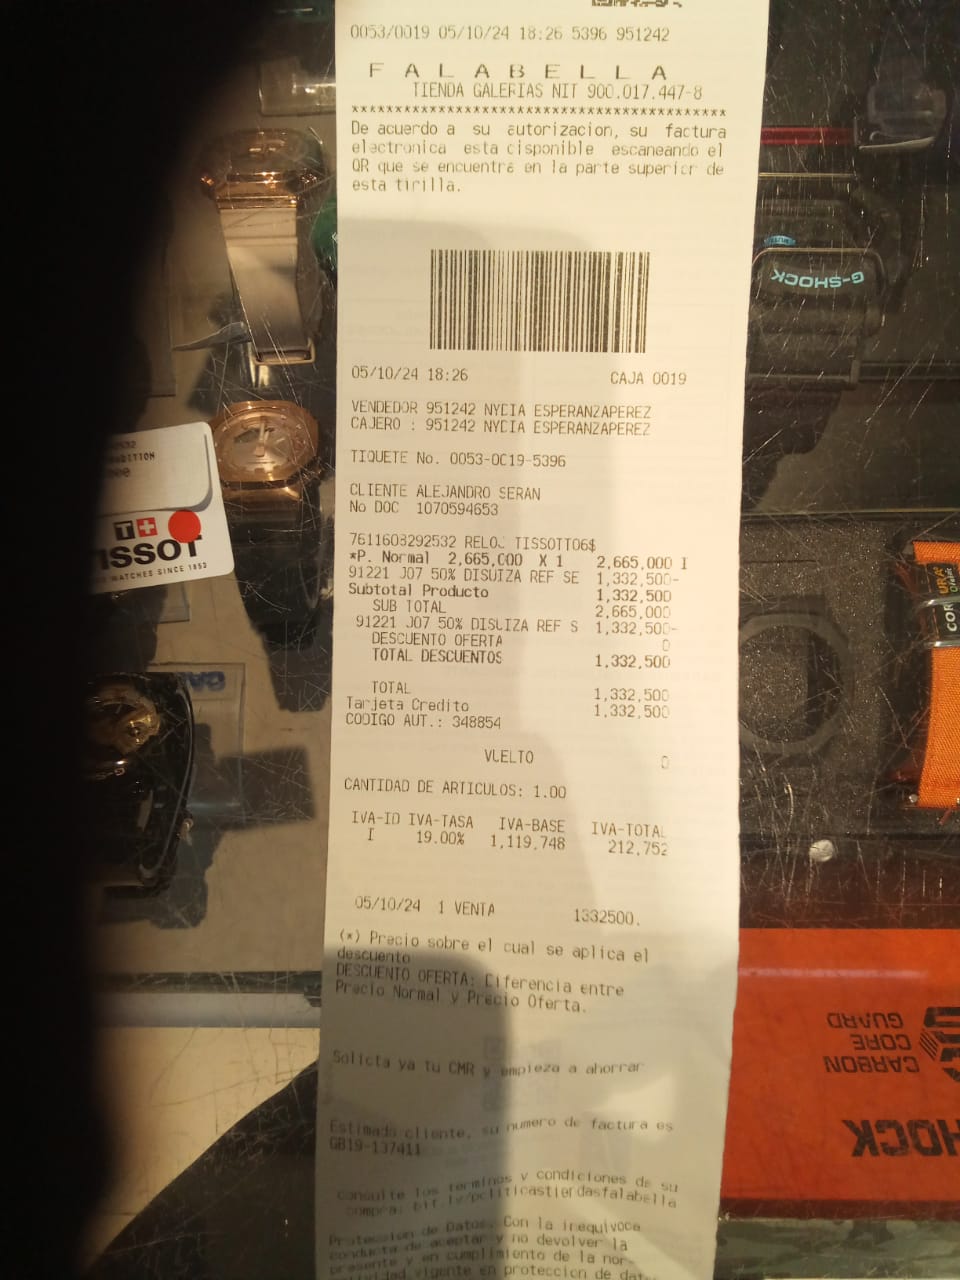 0053/0019 05/10/24 18:26 5396 951242
FALABELLA
TIENDA GALERIAS NIT 900.017.447-8
****************************************
De acuerdo a su autorizacion, su factura
electronica esta disponible escaneando el
QR que se encuentra en la parte superior de
esta tirilla.
05/10/24 18:26 CAJA 0019
VENDEDOR 951242 NYDIA ESPERANZAPEREZ
CAJERO : 951242 NYDIA ESPERANZAPEREZ
TIQUETE No. 0053-0019-5396
CLIENTE ALEJANDRO SERAN
No DOC 1070594653
7611608292532 RELOJ TISSOTT06$
*P. Normal 2,665,000 X 1 2,665,000 I
91221 J07 50% DISUIZA REF SE 1,332,500-
Subtotal Producto 1,332,500
SUB TOTAL 2,665,000
91221 J07 50% DISUIZA REF S 1,332,500-
DESCUENTO OFERTA 0
TOTAL DESCUENTOS 1,332,500
TOTAL 1,332,500
Tarjeta Credito 1,332,500
CODIGO AUT.: 348854
VUELTO 0
CANTIDAD DE ARTICULOS: 1.00
IVA-ID IVA-TASA IVA-BASE IVA-TOTAL
I 19.00% 1,119,748 212,752
05/10/24 1 VENTA 1332500.
(*) Precio sobre el cual se aplica el
descuento
DESCUENTO OFERTA: Diferencia entre
Precio Normal y Precio Oferta.
Solicta ya tu CMR y empieza a ahorrar
Estimado cliente, su numero de factura es
GB19-137411
consulte los terminos y condiciones de su
compra: bit.ly/politicastiendasfalabella
Proteccion de Datos. Con la inequivoca
conducta de aceptar y no devolver la
presente y en cumplimiento de la nor-
vigente en proteccion de
T+
TISSOT
WATCHES SINCE 1853
G-SHOCK
CARBON
CORE
GUARD